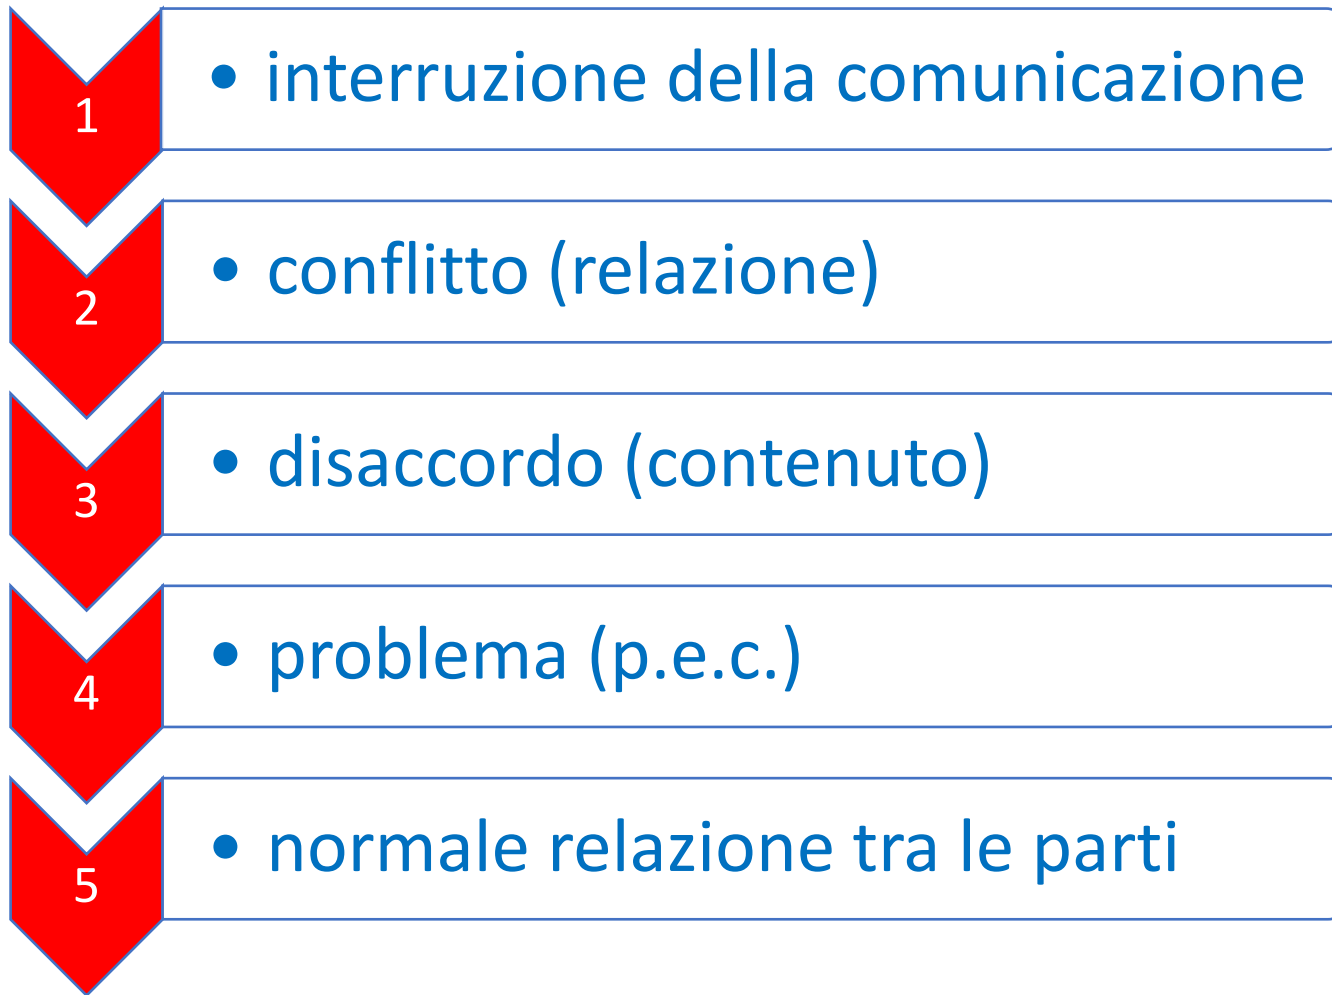 1
• interruzione della comunicazione
2
• conflitto (relazione)
3
• disaccordo (contenuto)
4
• problema (p.e.c.)
5
• normale relazione tra le parti